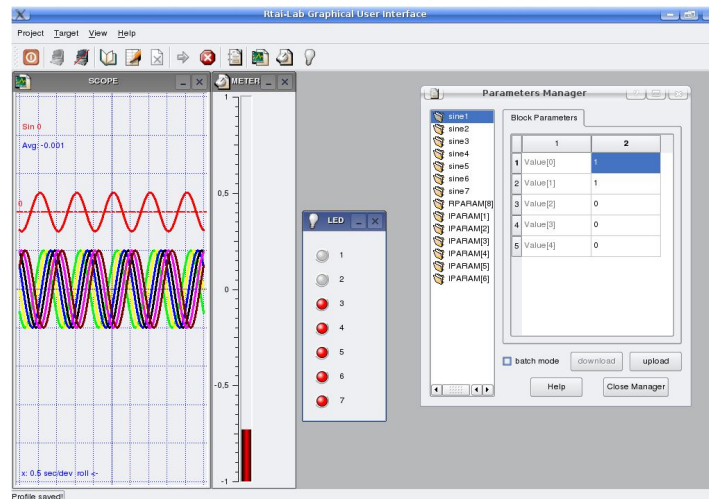 Rtai-Lab Graphical User Interface
Project Target View Help
SCOPE
METER
Sin 0
Avg: -0.001
0
x: 0.5 sec/dev roll <-
1
0.5
0
-0.5
-1
LED
1
2
3
4
5
6
7
Parameters Manager
sine1
sine2
sine3
sine4
sine5
sine6
sine7
RPARAM[8]
IPARAM[1]
IPARAM[2]
IPARAM[3]
IPARAM[4]
IPARAM[5]
IPARAM[6]
Block Parameters
1 2
1 Value[0] 1
2 Value[1] 1
3 Value[2] 0
4 Value[3] 0
5 Value[4] 0
batch mode download upload
Help Close Manager
Profile saved!